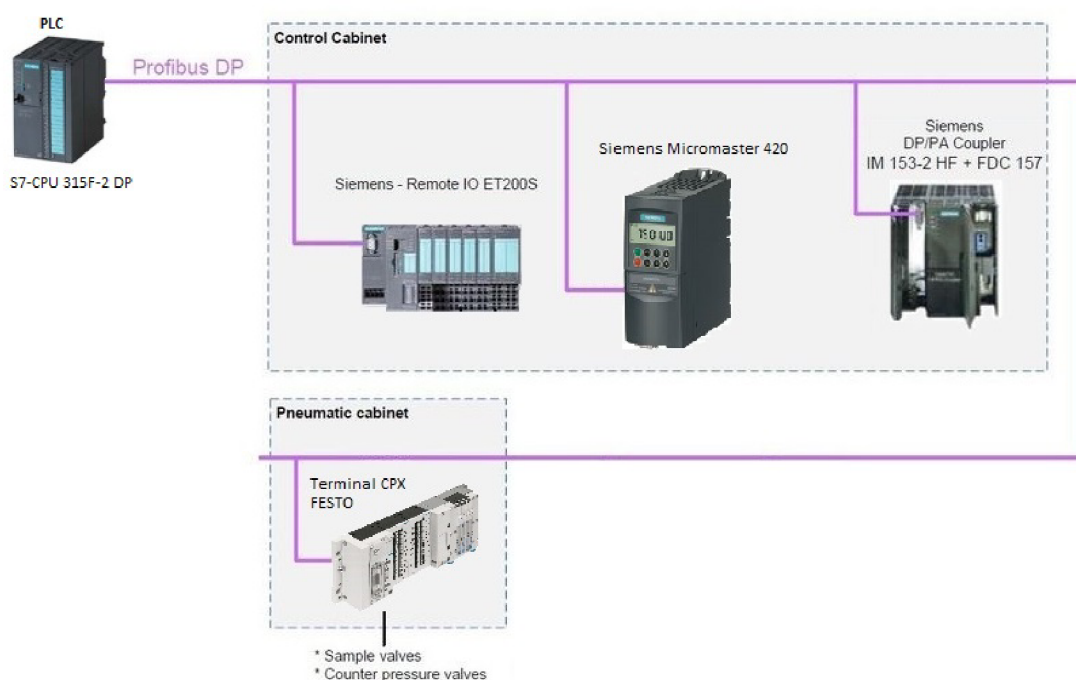 PLC
Control Cabinet
Profibus DP
S7-CPU 315F-2 DP
Siemens - Remote IO ET200S
Siemens Micromaster 420
Siemens
DP/PA Coupler
IM 153-2 HF + FDC 157
Pneumatic cabinet
Terminal CPX
FESTO
* Sample valves
* Counter pressure valves